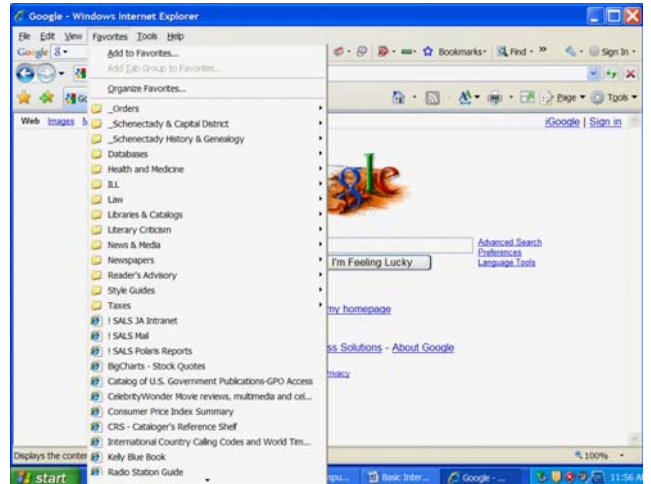 Google - Windows Internet Explorer
File Edit View Favorites Tools Help
Google
Bookmarks Find » Sign In
Add to Favorites...
Add Tab Group to Favorites...
Organize Favorites...
Page Tools
Web Images
iGoogle | Sign in
_Orders
_Schenectady & Capital District
_Schenectady History & Genealogy
Databases
Health and Medicine
ILL
Law
Libraries & Catalogs
Literary Criticism
News & Media
Newspapers
Reader's Advisory
Style Guides
Taxes
! SALS JA Intranet
! SALS Mail
! SALS Polaris Reports
BigCharts - Stock Quotes
Catalog of U.S. Government Publications-GPO Access
CelebrityWonder Movie reviews, multimedia and cel...
Consumer Price Index Summary
CRS - Cataloger's Reference Shelf
International Country Calling Codes and World Tim...
Kelly Blue Book
Radio Station Guide
gle
Advanced Search
Preferences
Language Tools
I'm Feeling Lucky
my homepage
ss Solutions - About Google
Displays the conten
100%
start
Basic Inter...
Google - ...
11:56 A